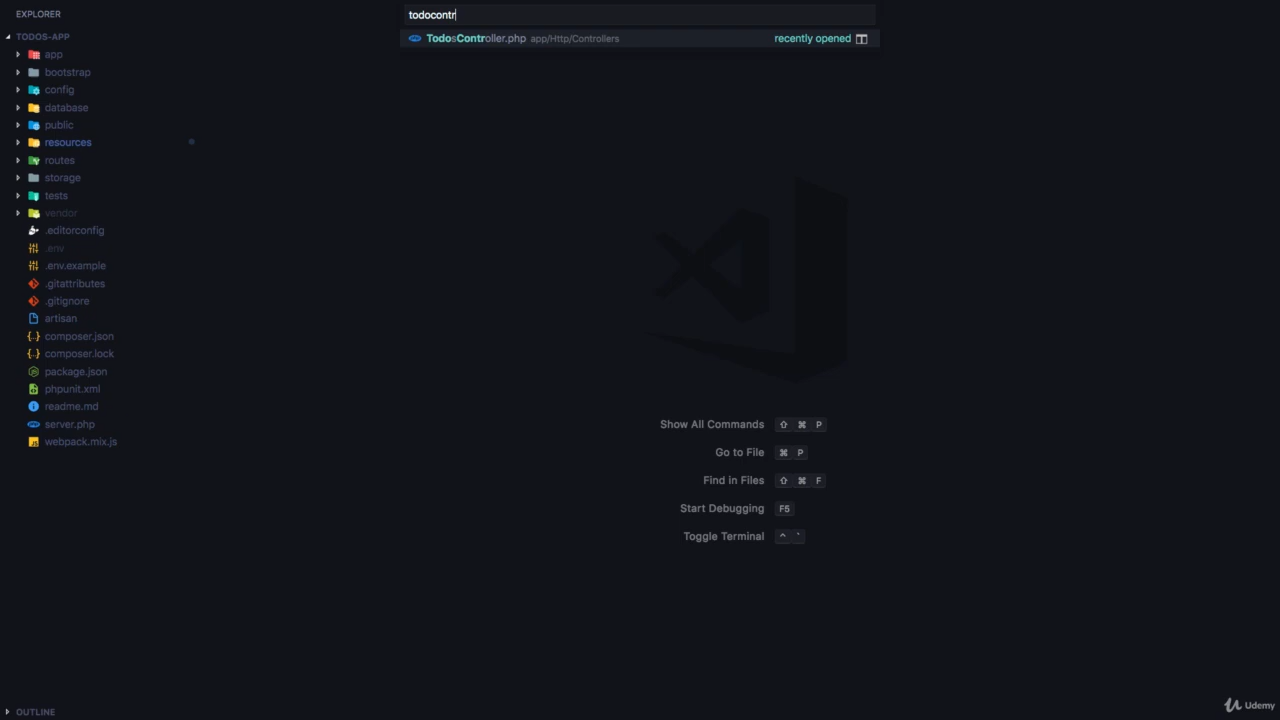 EXPLORER
TODOS-APP
app
bootstrap
config
database
public
resources
routes
storage
tests
vendor
.editorconfig
.env
.env.example
.gitattributes
.gitignore
artisan
composer.json
composer.lock
package.json
phpunit.xml
readme.md
server.php
webpack.mix.js
OUTLINE
todocontr
TodosController.php app/Http/Controllers recently opened
Show All Commands ⇧ ⌘ P
Go to File ⌘ P
Find in Files ⇧ ⌘ F
Start Debugging F5
Toggle Terminal ^ `
Udemy